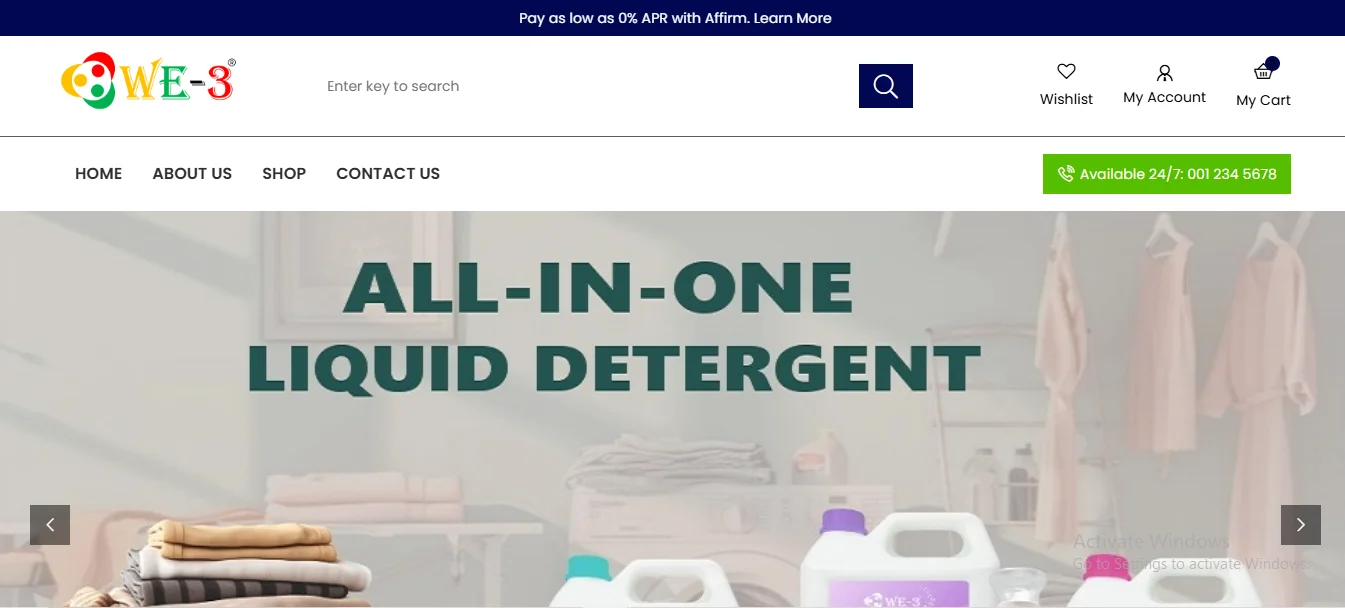 Pay as low as 0% APR with Affirm. Learn More
WE-3®
Enter key to search
Wishlist
My Account
My Cart
HOME ABOUT US SHOP CONTACT US
Available 24/7: 001 234 5678
ALL-IN-ONE
LIQUID DETERGENT
Activate Windows
Go to Settings to activate Windows.
WE-3